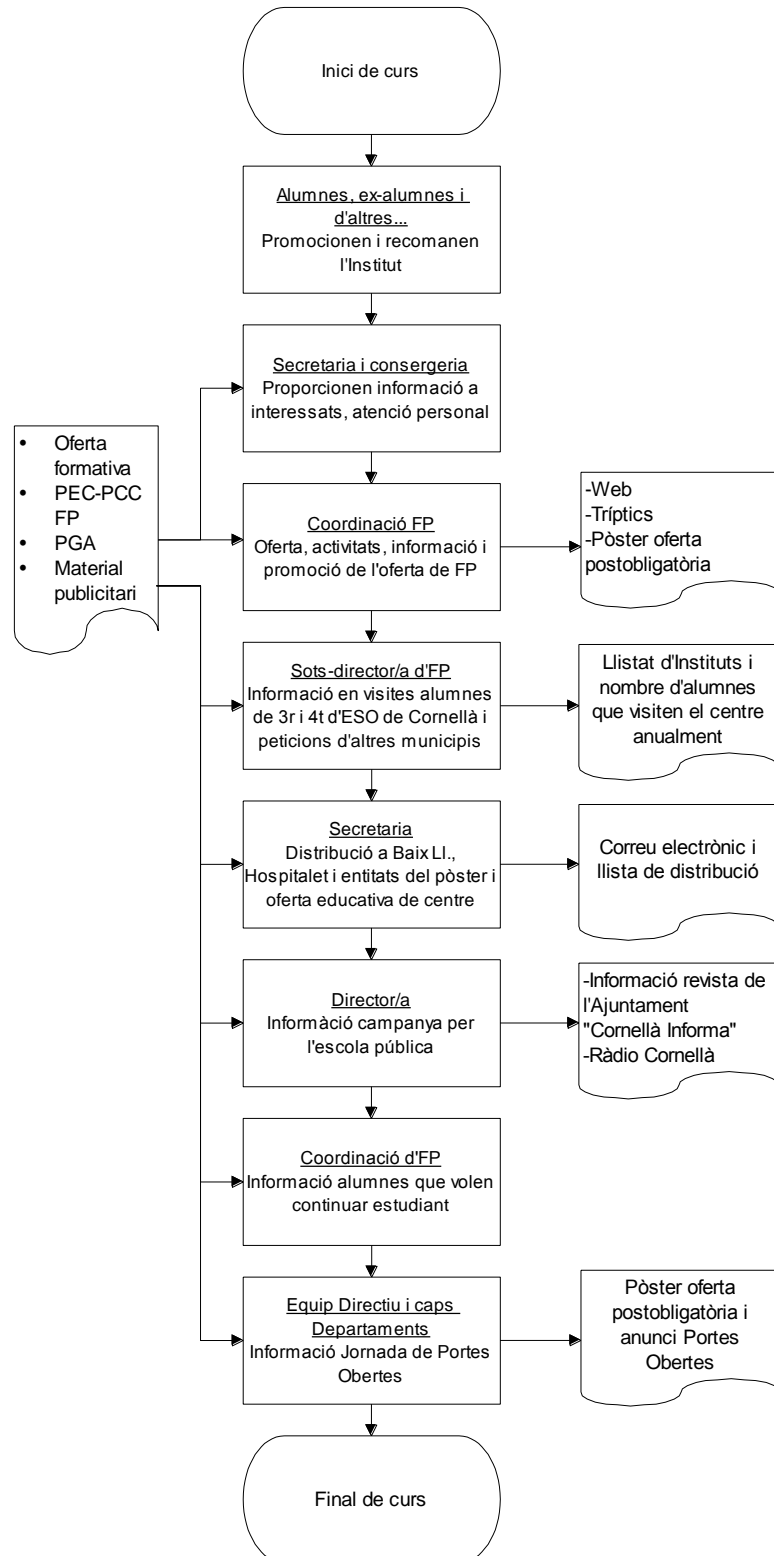 Inici de curs
Alumnes, ex-alumnes i
d'altres...
Promocionen i recomanen
l'Institut
Secretaria i consergeria
Proporcionen informació a
interessats, atenció personal
• Oferta
formativa
• PEC-PCC
FP
• PGA
• Material
publicitari
Coordinació FP
Oferta, activitats, informació i
promoció de l'oferta de FP
-Web
-Tríptics
-Pòster oferta
postobligatòria
Sots-director/a d'FP
Informació en visites alumnes
de 3r i 4t d'ESO de Cornellà i
peticions d'altres municipis
Llistat d'Instituts i
nombre d'alumnes
que visiten el centre
anualment
Secretaria
Distribució a Baix Ll.,
Hospitalet i entitats del pòster i
oferta educativa de centre
Correu electrònic i
llista de distribució
Director/a
Informàció campanya per
l'escola pública
-Informació revista de
l'Ajuntament
"Cornellà Informa"
-Ràdio Cornellà
Coordinació d'FP
Informació alumnes que volen
continuar estudiant
Equip Directiu i caps
Departaments
Informació Jornada de Portes
Obertes
Pòster oferta
postobligatòria i
anunci Portes
Obertes
Final de curs